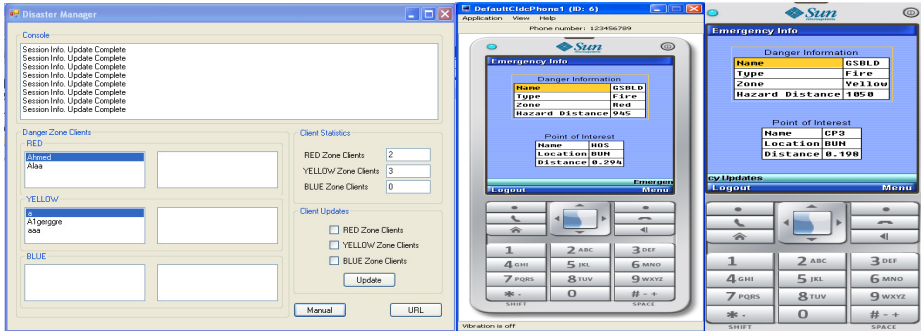 Disaster Manager
Console
Session Info. Update Complete
Session Info. Update Complete
Session Info. Update Complete
Session Info. Update Complete
Session Info. Update Complete
Session Info. Update Complete
Session Info. Update Complete
Session Info. Update Complete
Danger Zone Clients
RED
Ahmed
Alaa
YELLOW
a
A1gerggre
aaa
BLUE
Client Statistics
RED Zone Clients 2
YELLOW Zone Clients 3
BLUE Zone Clients 0
Client Updates
RED Zone Clients
YELLOW Zone Clients
BLUE Zone Clients
Update
Manual
URL
DefaultCldcPhone1 (ID: 6)
Application View Help
Phone number: 123456789
Sun
Emergency Info
Danger Information
Name GSBLD
Type Fire
Zone Red
Hazard Distance 945
Point of Interest
Name HOS
Location BUN
Distance 0.294
Emergen
Logout Menu
1 2 ABC 3 DEF
4 GHI 5 JKL 6 MNO
7 PQRS 8 TUV 9 WXYZ
* . 0 # - +
SHIFT SPACE
Vibration is off
Sun
Emergency Info
Danger Information
Name GSBLD
Type Fire
Zone Yellow
Hazard Distance 1050
Point of Interest
Name CP3
Location BUN
Distance 0.198
cy Updates
Logout Menu
1 2 ABC 3 DEF
4 GHI 5 JKL 6 MNO
7 PQRS 8 TUV 9 WXYZ
* . 0 # - +
SHIFT SPACE